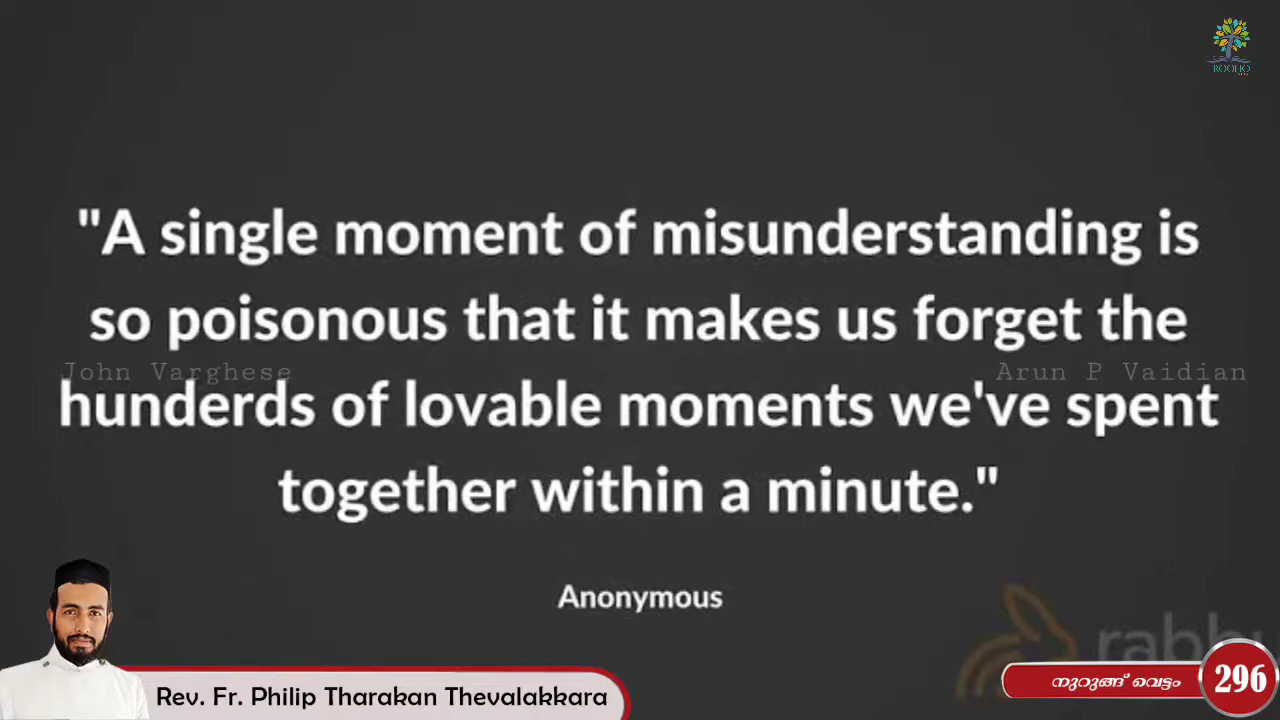 ROOHO
"A single moment of misunderstanding is
so poisonous that it makes us forget the
John Varghese
Arun P Vaidian
hunderds of lovable moments we've spent
together within a minute."
Anonymous
Rev. Fr. Philip Tharakan Thevalakkara
നുറുങ്ങ് വെട്ടം
296